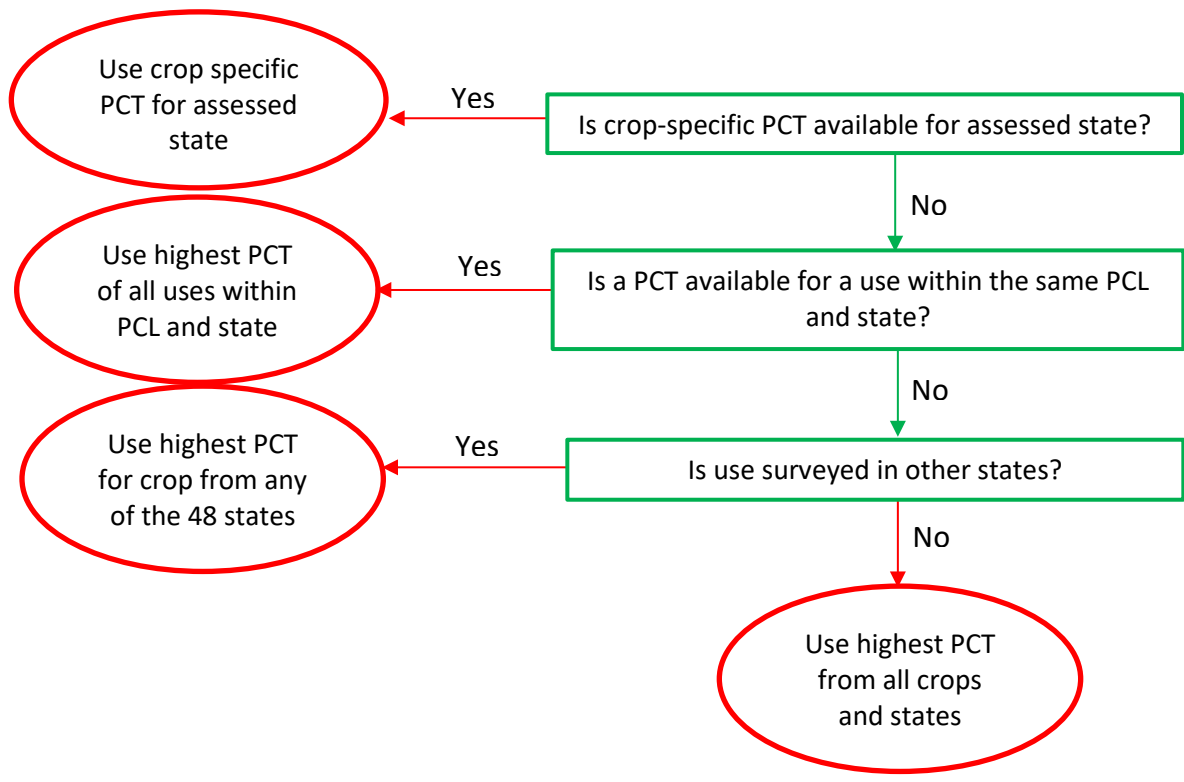 Use crop specific
PCT for assessed
state
Yes
Is crop-specific PCT available for assessed state?
No
Use highest PCT
of all uses within
PCL and state
Yes
Is a PCT available for a use within the same PCL
and state?
No
Use highest PCT
for crop from any
of the 48 states
Yes
Is use surveyed in other states?
No
Use highest PCT
from all crops
and states